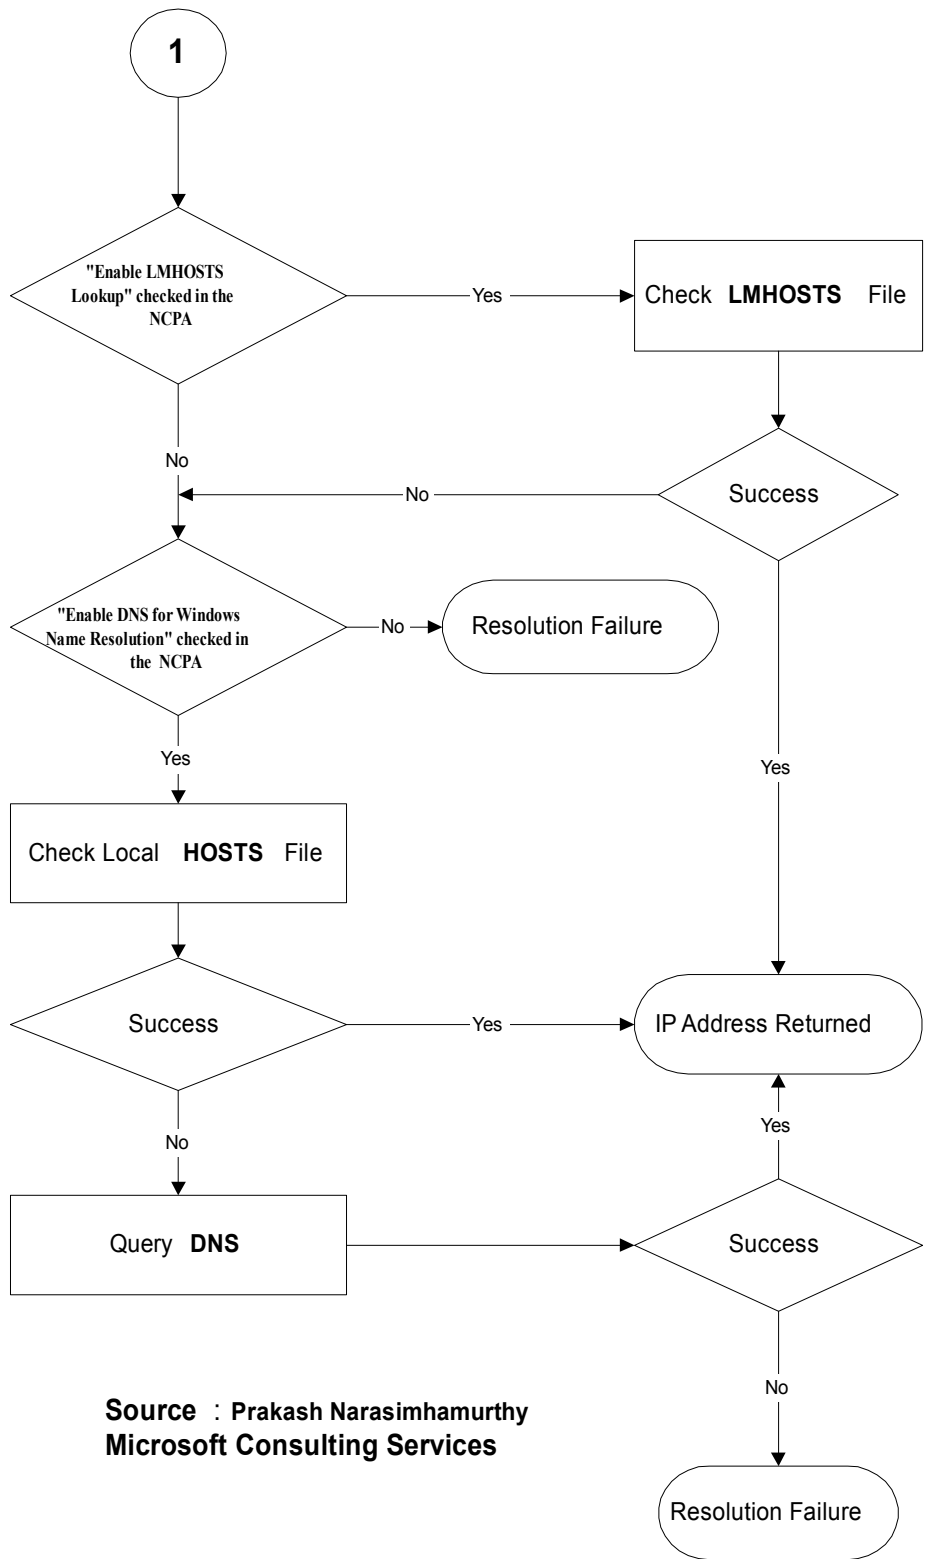 1
"Enable LMHOSTS
Lookup" checked in the
NCPA
Yes
Check LMHOSTS File
No
No
Success
"Enable DNS for Windows
Name Resolution" checked in
the NCPA
No
Resolution Failure
Yes
Yes
Check Local HOSTS File
Success
Yes
IP Address Returned
No
Yes
Query DNS
Success
No
Source : Prakash Narasimhamurthy
Microsoft Consulting Services
Resolution Failure